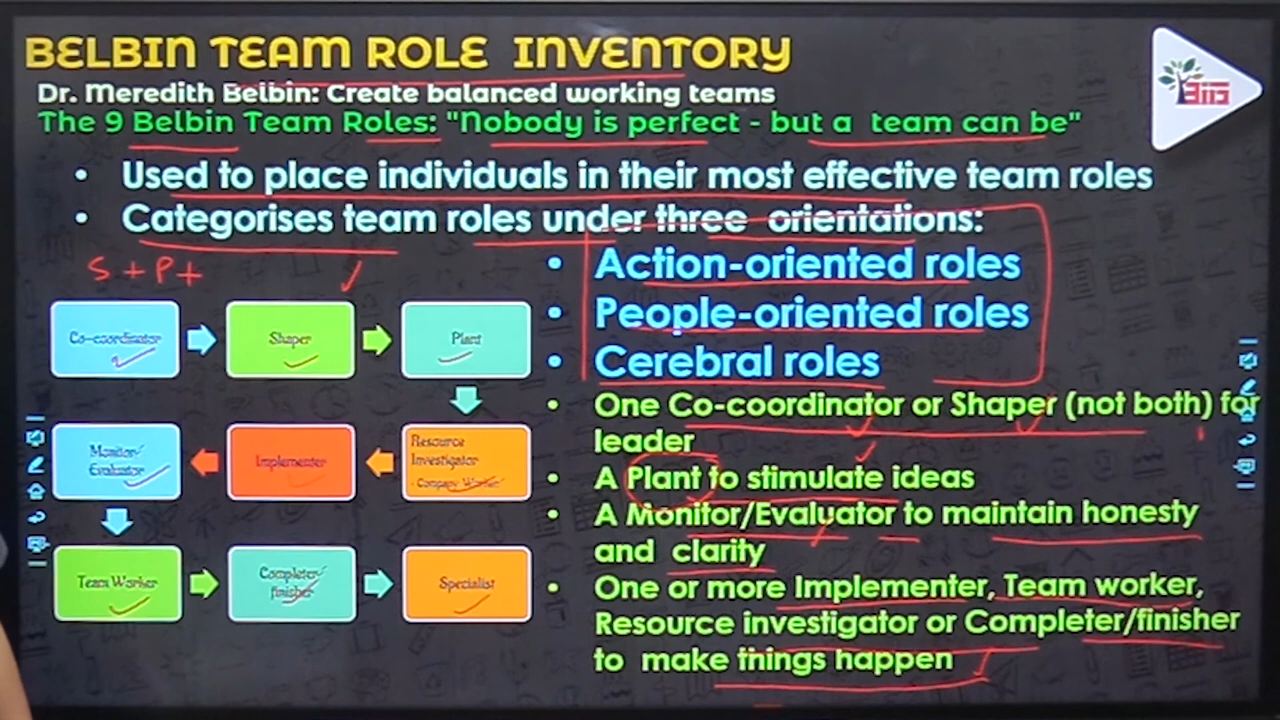 BELBIN TEAM ROLE INVENTORY
Dr. Meredith Belbin: Create balanced working teams
The 9 Belbin Team Roles: "Nobody is perfect - but a team can be"
• Used to place individuals in their most effective team roles
• Categorises team roles under three orientations:
• Action-oriented roles
• People-oriented roles
• Cerebral roles
• One Co-coordinator or Shaper (not both) for
leader
• A Plant to stimulate ideas
• A Monitor/Evaluator to maintain honesty
and clarity
• One or more Implementer, Team worker,
Resource investigator or Completer/finisher
to make things happen
S + P +
Co-coordinator
Shaper
Plant
Resource
Investigator
- Company Worker
Implementer
Monitor/
Evaluator
Team Worker
Completer/
finisher
Specialist